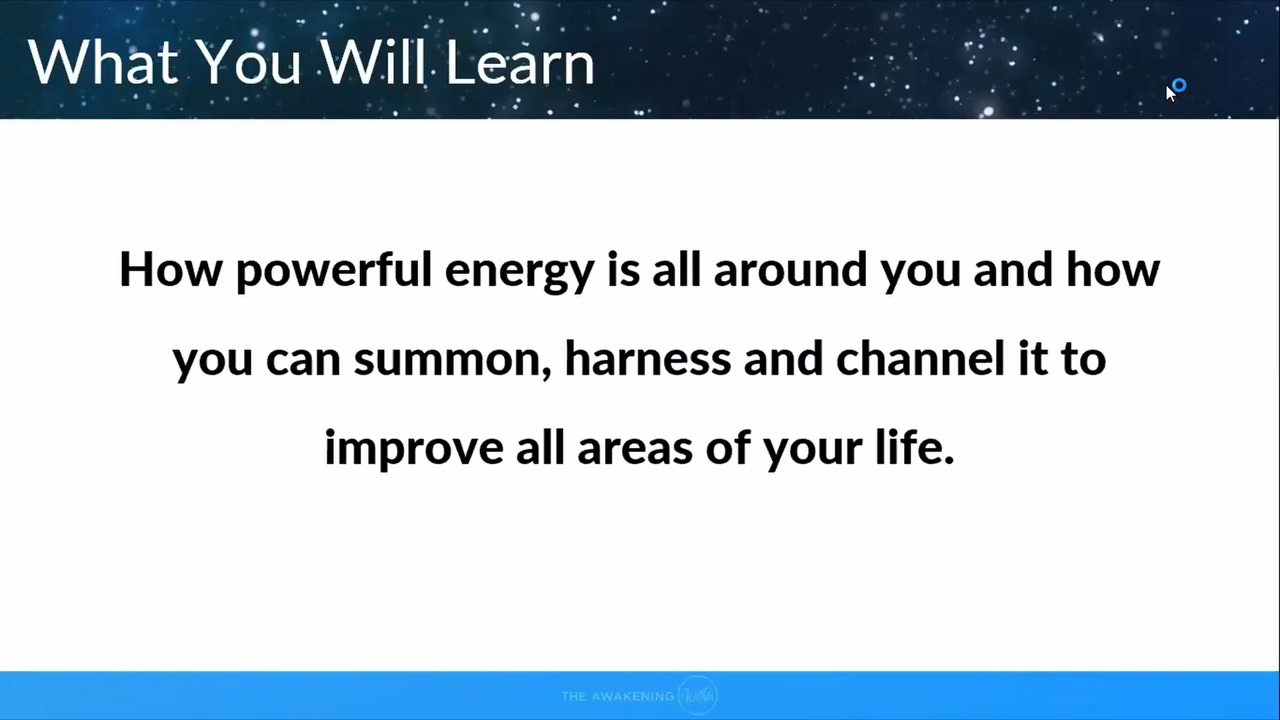 What You Will Learn
How powerful energy is all around you and how
you can summon, harness and channel it to
improve all areas of your life.
THE AWAKENING Within